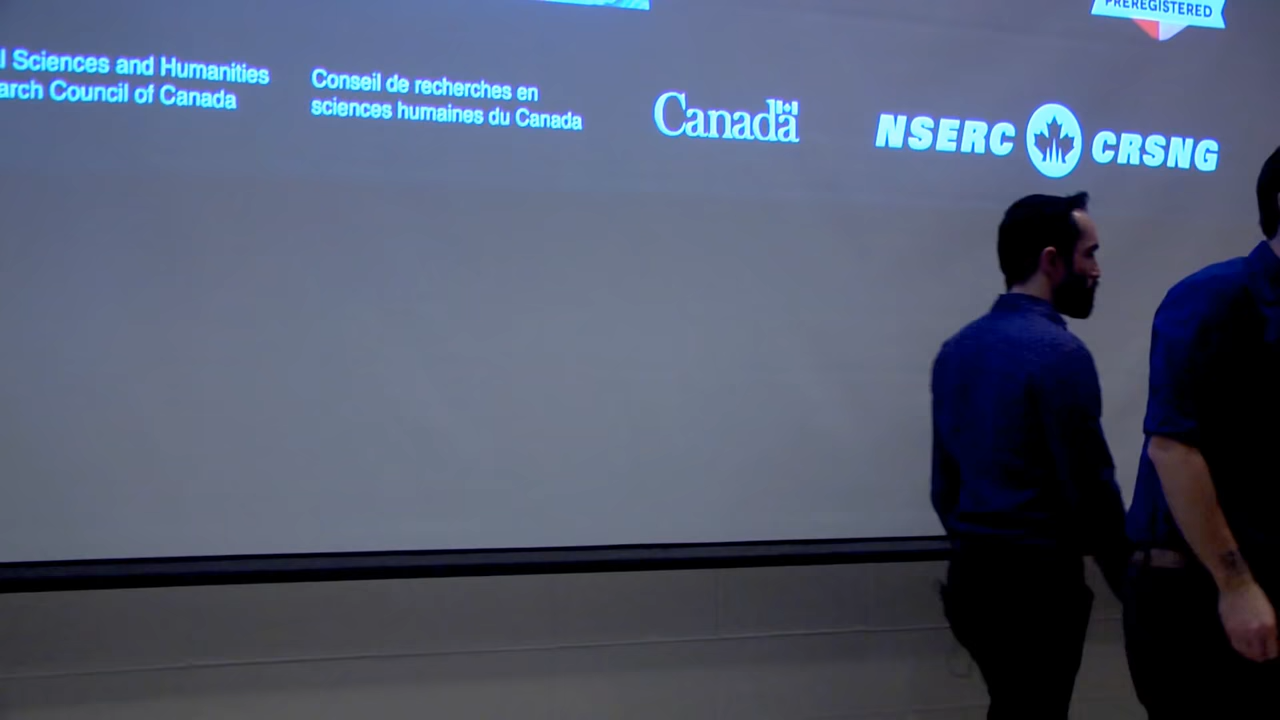 PREREGISTERED
l Sciences and Humanities
arch Council of Canada
Conseil de recherches en
sciences humaines du Canada
Canada
NSERC CRSNG